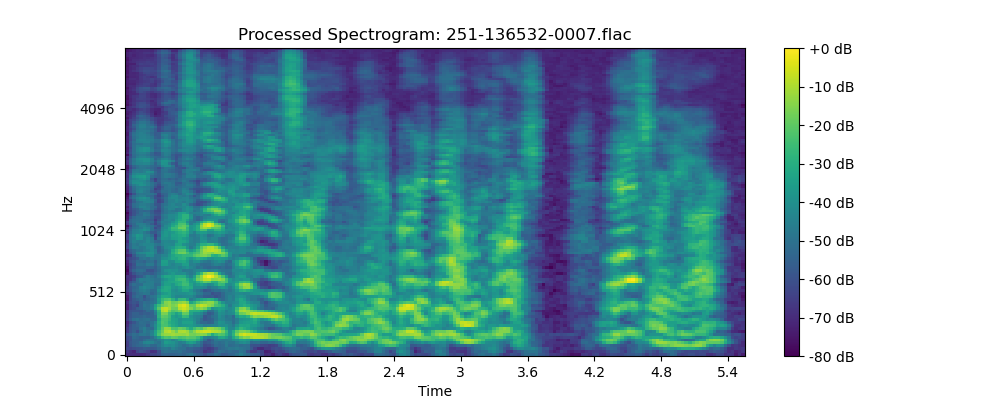 Processed Spectrogram: 251-136532-0007.flac
Hz
4096
2048
1024
512
0
0 0.6 1.2 1.8 2.4 3 3.6 4.2 4.8 5.4
Time
+0 dB
-10 dB
-20 dB
-30 dB
-40 dB
-50 dB
-60 dB
-70 dB
-80 dB